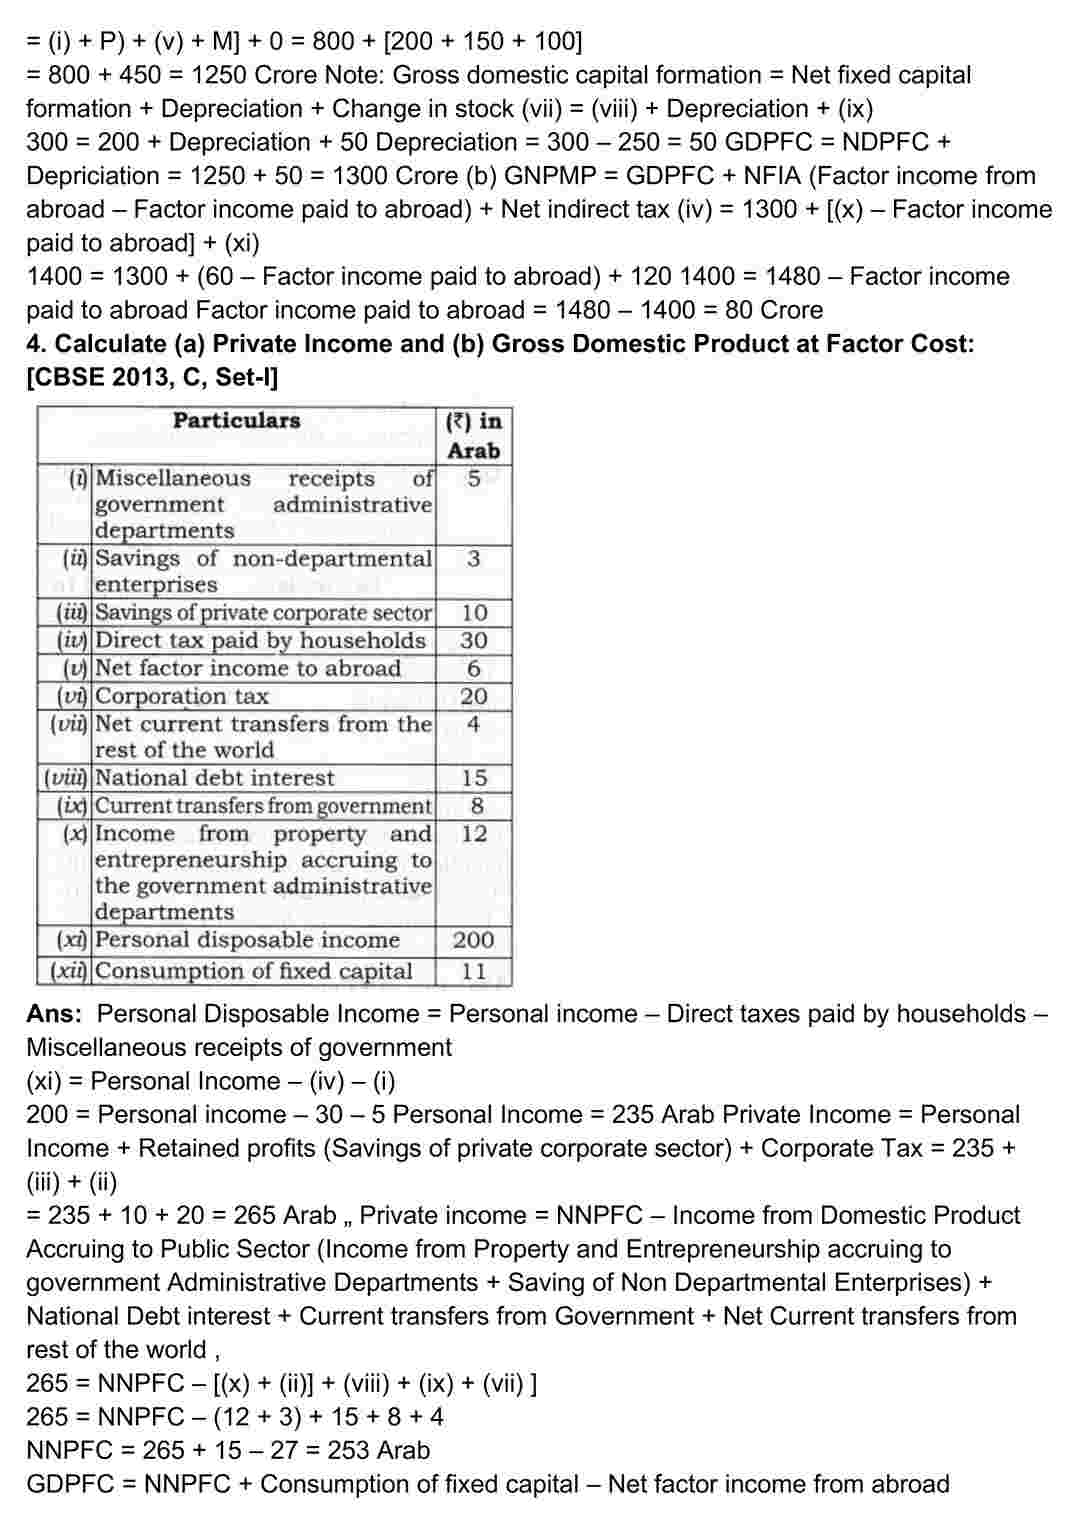 = (i) + P) + (v) + M] + 0 = 800 + [200 + 150 + 100]
= 800 + 450 = 1250 Crore Note: Gross domestic capital formation = Net fixed capital
formation + Depreciation + Change in stock (vii) = (viii) + Depreciation + (ix)
300 = 200 + Depreciation + 50 Depreciation = 300 – 250 = 50 GDPFC = NDPFC +
Depriciation = 1250 + 50 = 1300 Crore (b) GNPMP = GDPFC + NFIA (Factor income from
abroad – Factor income paid to abroad) + Net indirect tax (iv) = 1300 + [(x) – Factor income
paid to abroad] + (xi)
1400 = 1300 + (60 – Factor income paid to abroad) + 120 1400 = 1480 – Factor income
paid to abroad Factor income paid to abroad = 1480 – 1400 = 80 Crore
4. Calculate (a) Private Income and (b) Gross Domestic Product at Factor Cost:
[CBSE 2013, C, Set-I]
Particulars (₹) in
Arab
(i) Miscellaneous receipts of 5
government administrative
departments
(ii) Savings of non-departmental 3
enterprises
(iii) Savings of private corporate sector 10
(iv) Direct tax paid by households 30
(v) Net factor income to abroad 6
(vi) Corporation tax 20
(vii) Net current transfers from the 4
rest of the world
(viii) National debt interest 15
(ix) Current transfers from government 8
(x) Income from property and 12
entrepreneurship accruing to
the government administrative
departments
(xi) Personal disposable income 200
(xii) Consumption of fixed capital 11
Ans: Personal Disposable Income = Personal income – Direct taxes paid by households –
Miscellaneous receipts of government
(xi) = Personal Income – (iv) – (i)
200 = Personal income – 30 – 5 Personal Income = 235 Arab Private Income = Personal
Income + Retained profits (Savings of private corporate sector) + Corporate Tax = 235 +
(iii) + (ii)
= 235 + 10 + 20 = 265 Arab „ Private income = NNPFC – Income from Domestic Product
Accruing to Public Sector (Income from Property and Entrepreneurship accruing to
government Administrative Departments + Saving of Non Departmental Enterprises) +
National Debt interest + Current transfers from Government + Net Current transfers from
rest of the world ,
265 = NNPFC – [(x) + (ii)] + (viii) + (ix) + (vii) ]
265 = NNPFC – (12 + 3) + 15 + 8 + 4
NNPFC = 265 + 15 – 27 = 253 Arab
GDPFC = NNPFC + Consumption of fixed capital – Net factor income from abroad